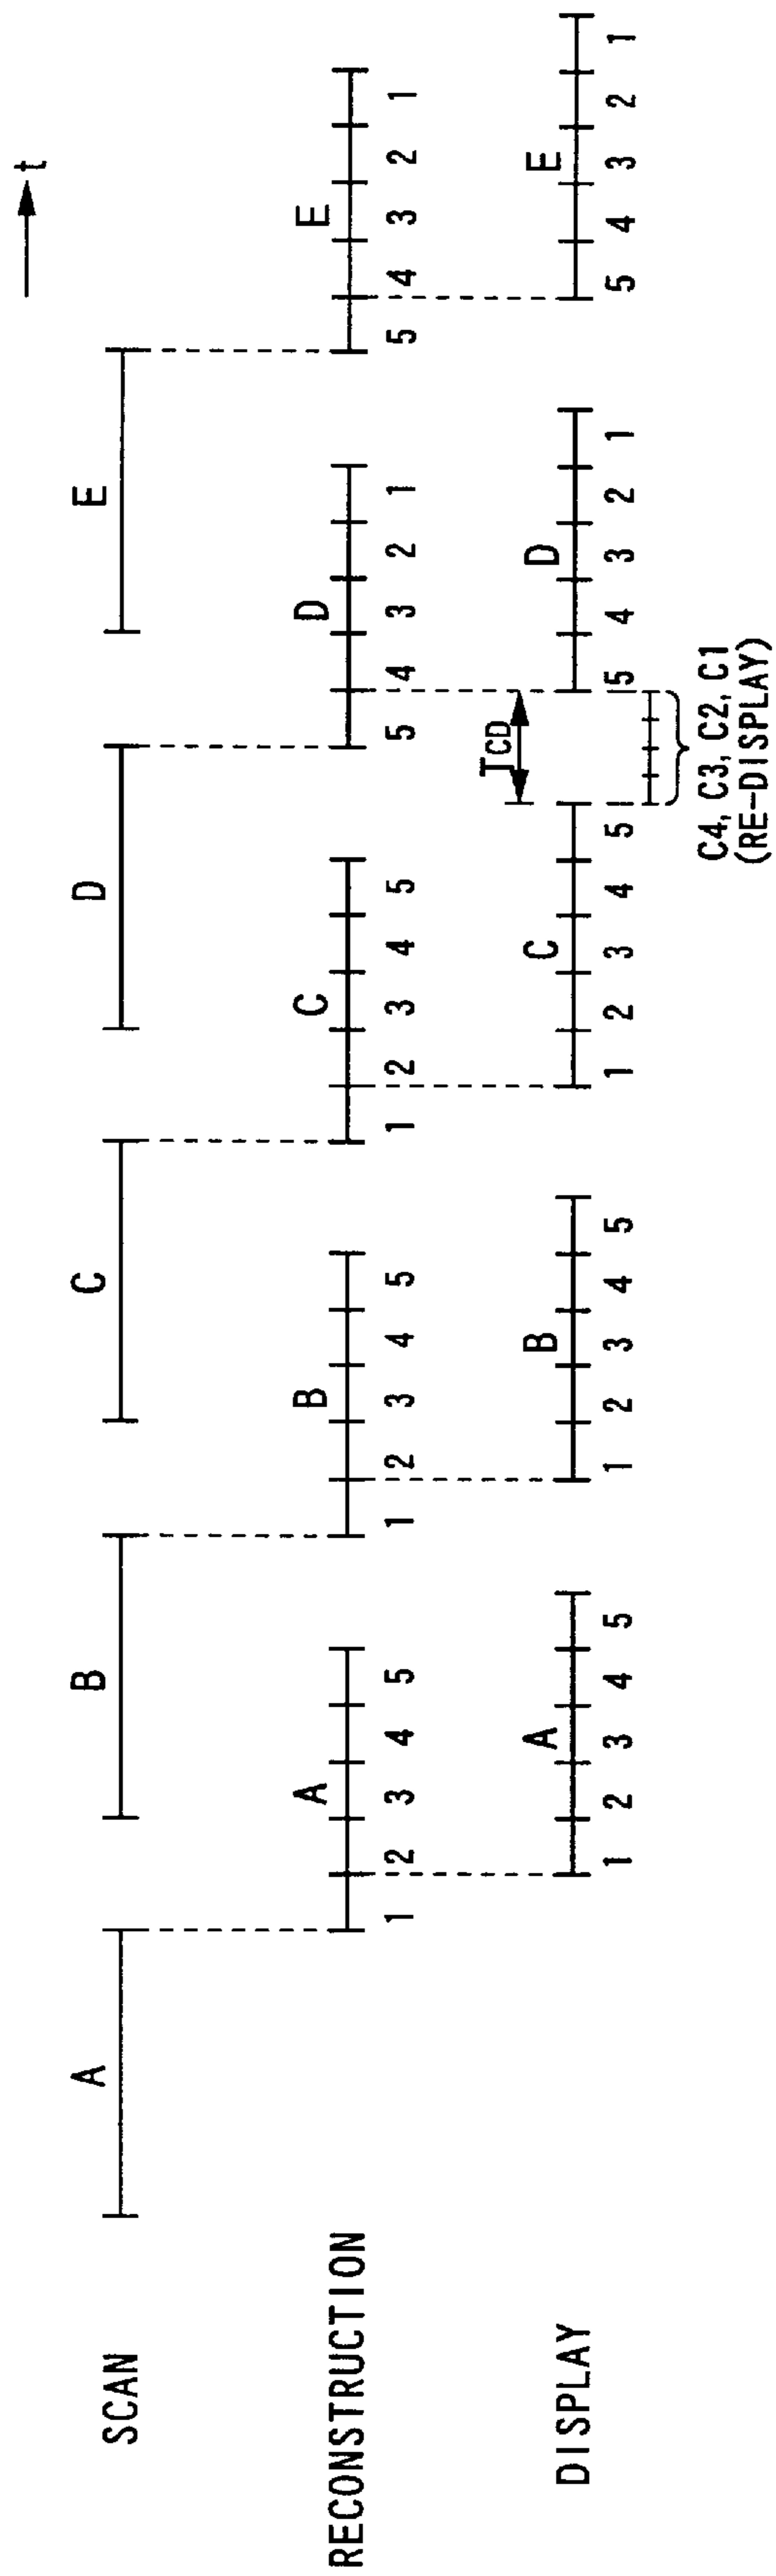 t
SCAN A B C D E
RECONSTRUCTION
A B C D E
1 2 3 4 5 1 2 3 4 5 1 2 3 4 5 5 4 3 2 1 5 4 3 2 1
TCD
DISPLAY
A B C D E
1 2 3 4 5 1 2 3 4 5 1 2 3 4 5 5 4 3 2 1 5 4 3 2 1
C4, C3, C2, C1
(RE-DISPLAY)